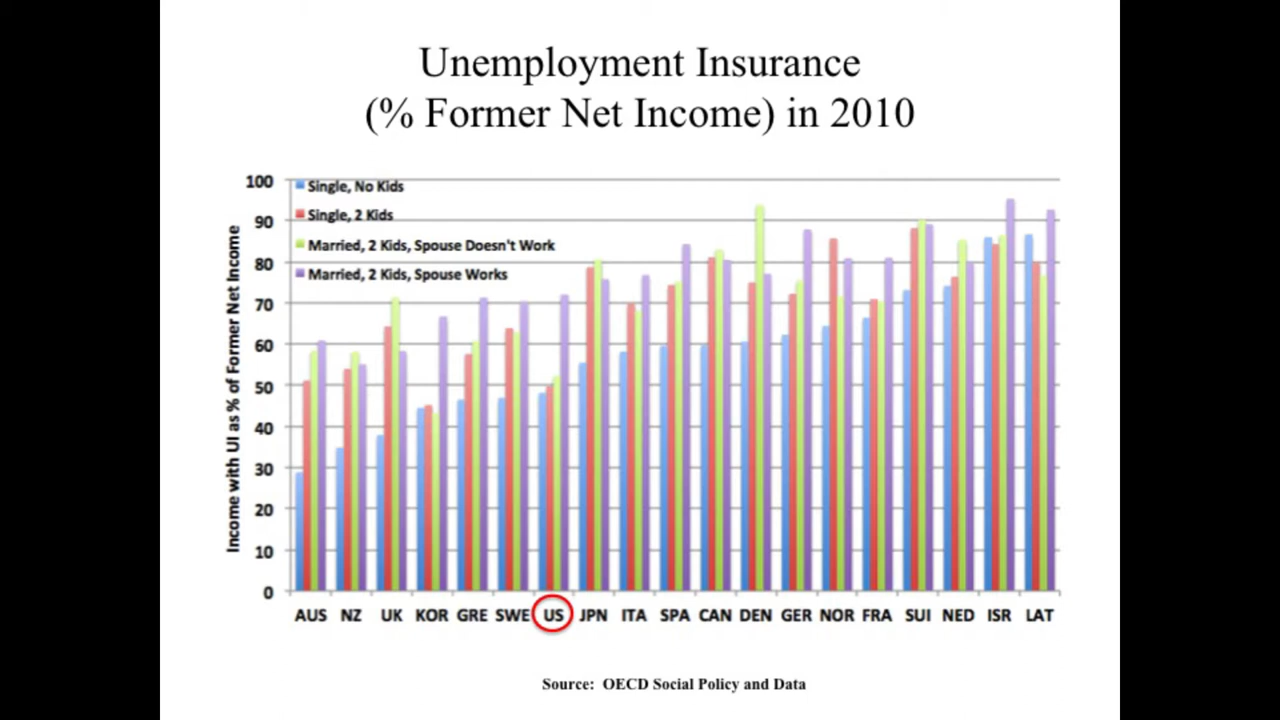 Unemployment Insurance
(% Former Net Income) in 2010
Income with UI as % of Former Net Income
100
90
80
70
60
50
40
30
20
10
0
Single, No Kids
Single, 2 Kids
Married, 2 Kids, Spouse Doesn't Work
Married, 2 Kids, Spouse Works
AUS NZ UK KOR GRE SWE US JPN ITA SPA CAN DEN GER NOR FRA SUI NED ISR LAT
Source: OECD Social Policy and Data